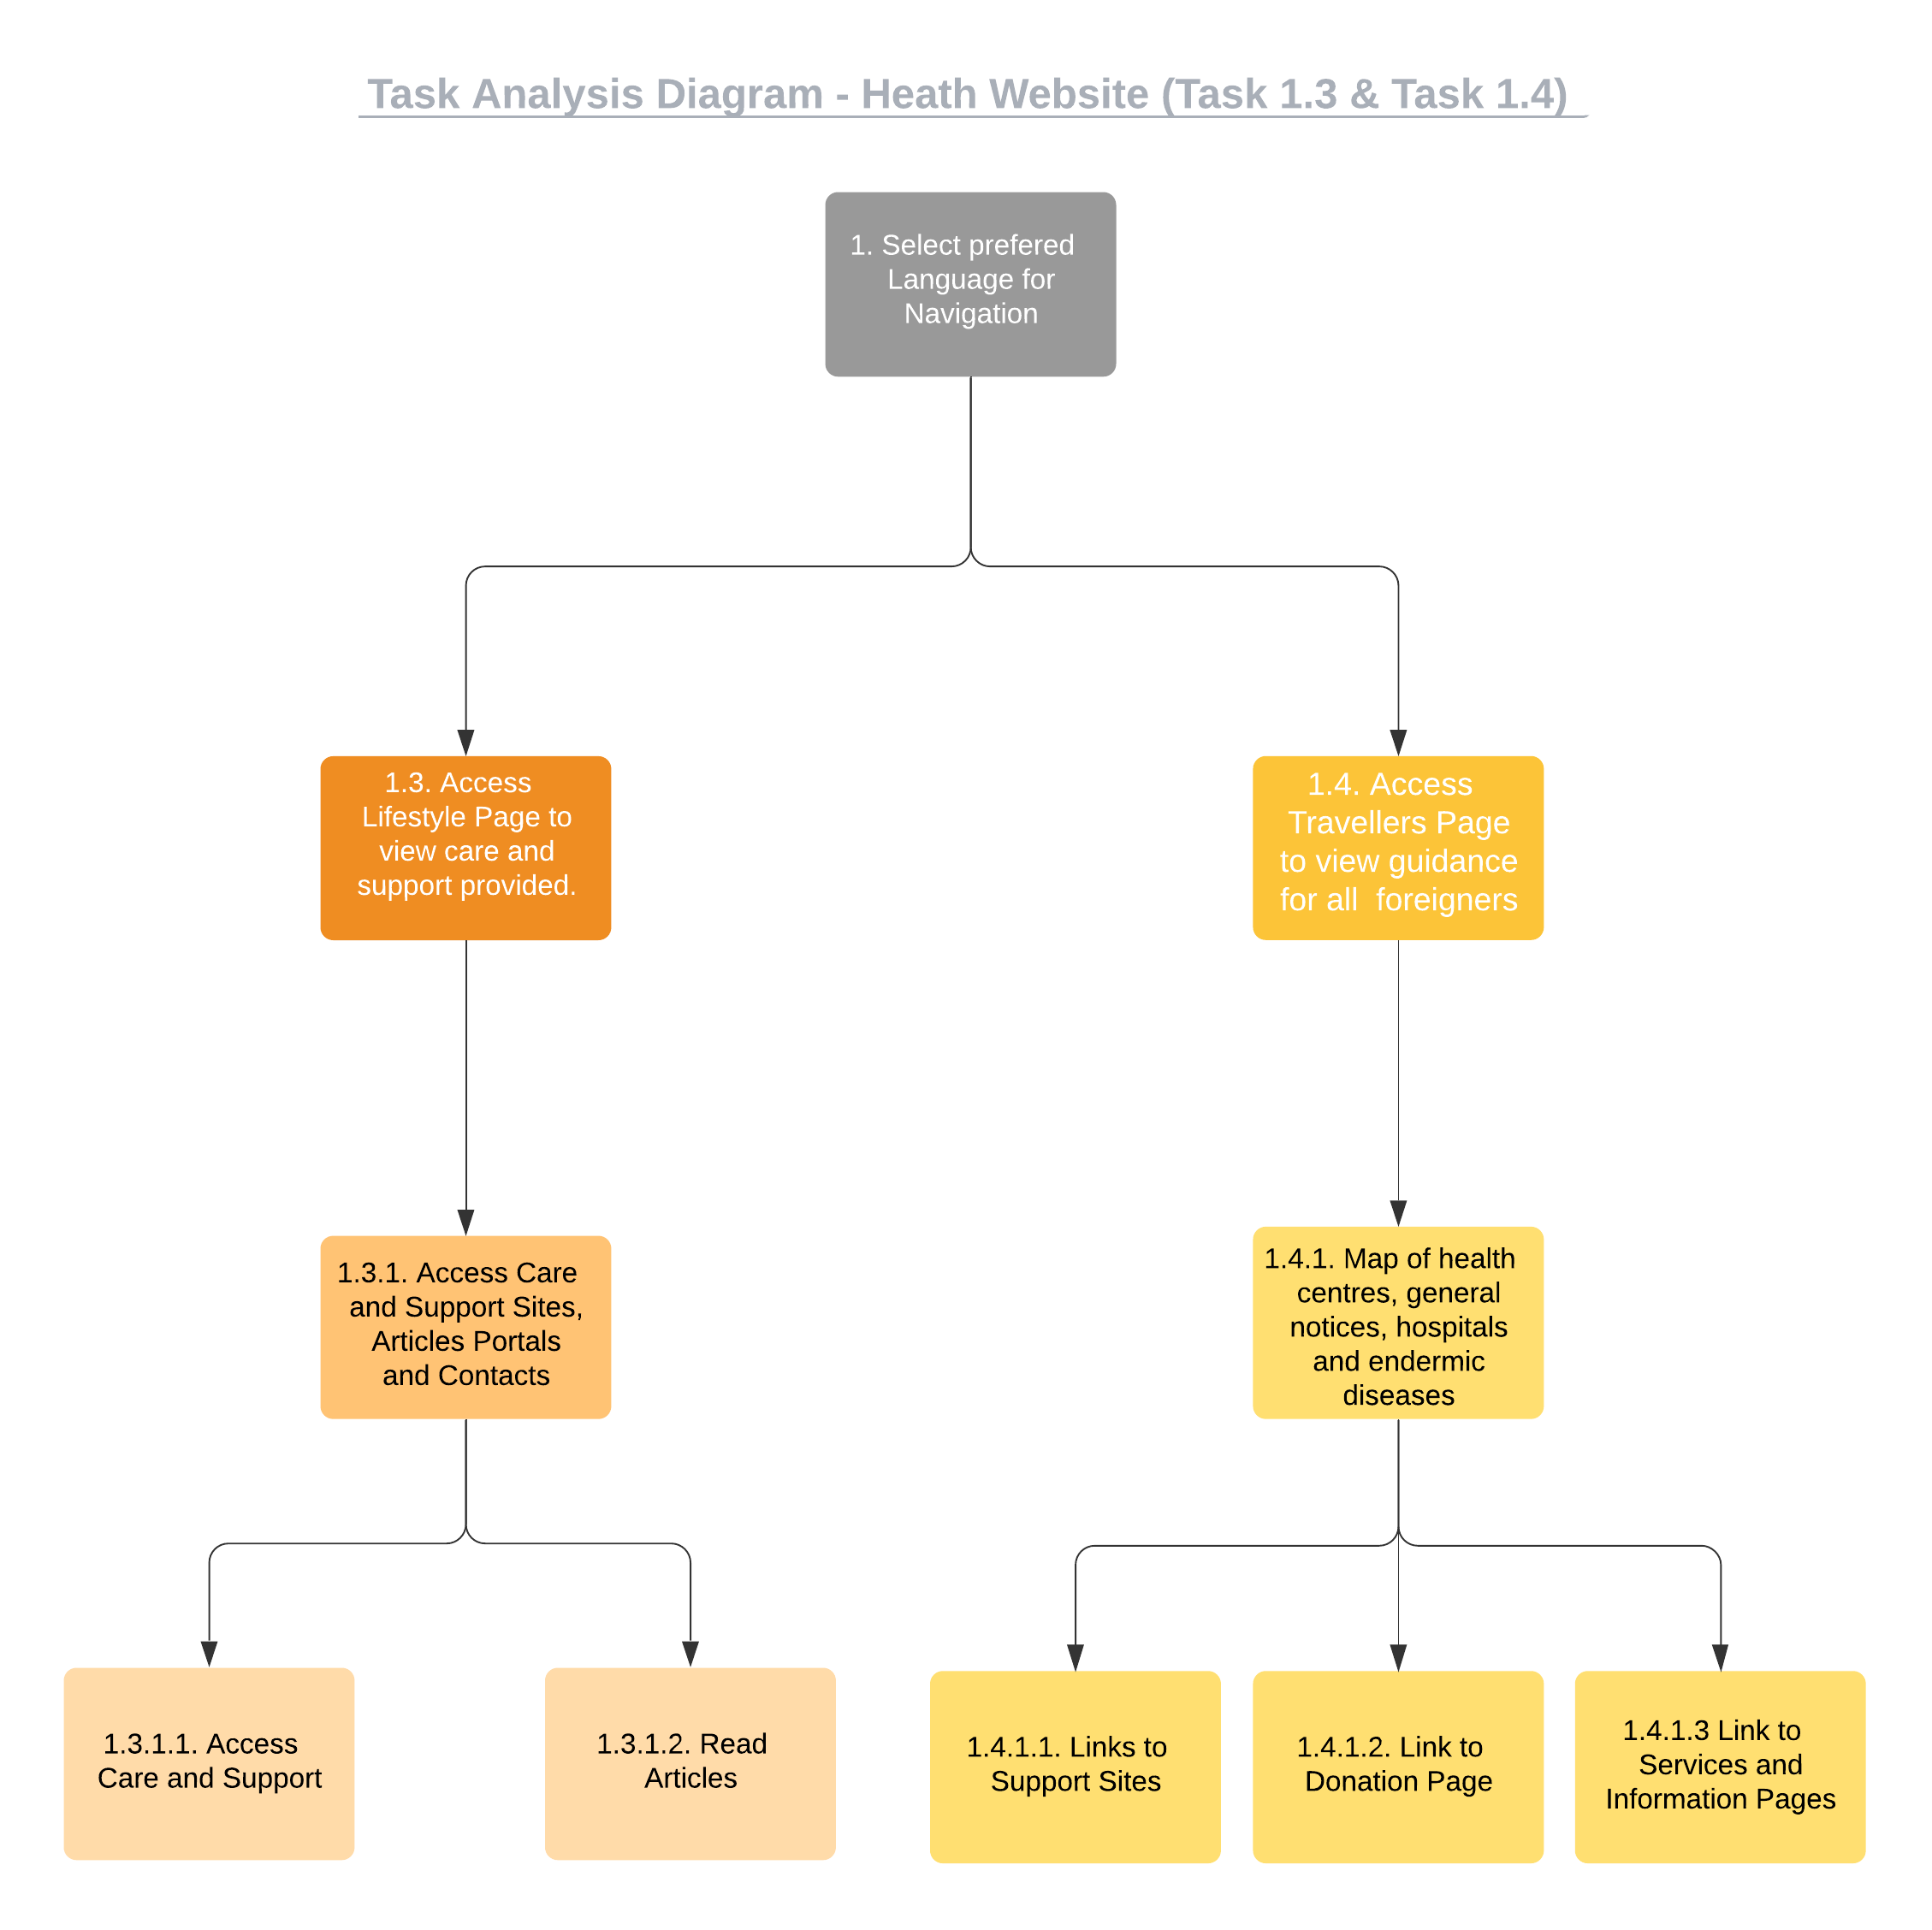 Task Analysis Diagram - Heath Website (Task 1.3 & Task 1.4)
1. Select prefered
Language for
Navigation
1.3. Access
Lifestyle Page to
view care and
support provided.
1.4. Access
Travellers Page
to view guidance
for all  foreigners
1.3.1. Access Care
and Support Sites,
Articles Portals
and Contacts
1.4.1. Map of health
centres, general
notices, hospitals
and endermic
diseases
1.3.1.1. Access
Care and Support
1.3.1.2. Read
Articles
1.4.1.1. Links to
Support Sites
1.4.1.2. Link to
Donation Page
1.4.1.3 Link to
Services and
Information Pages